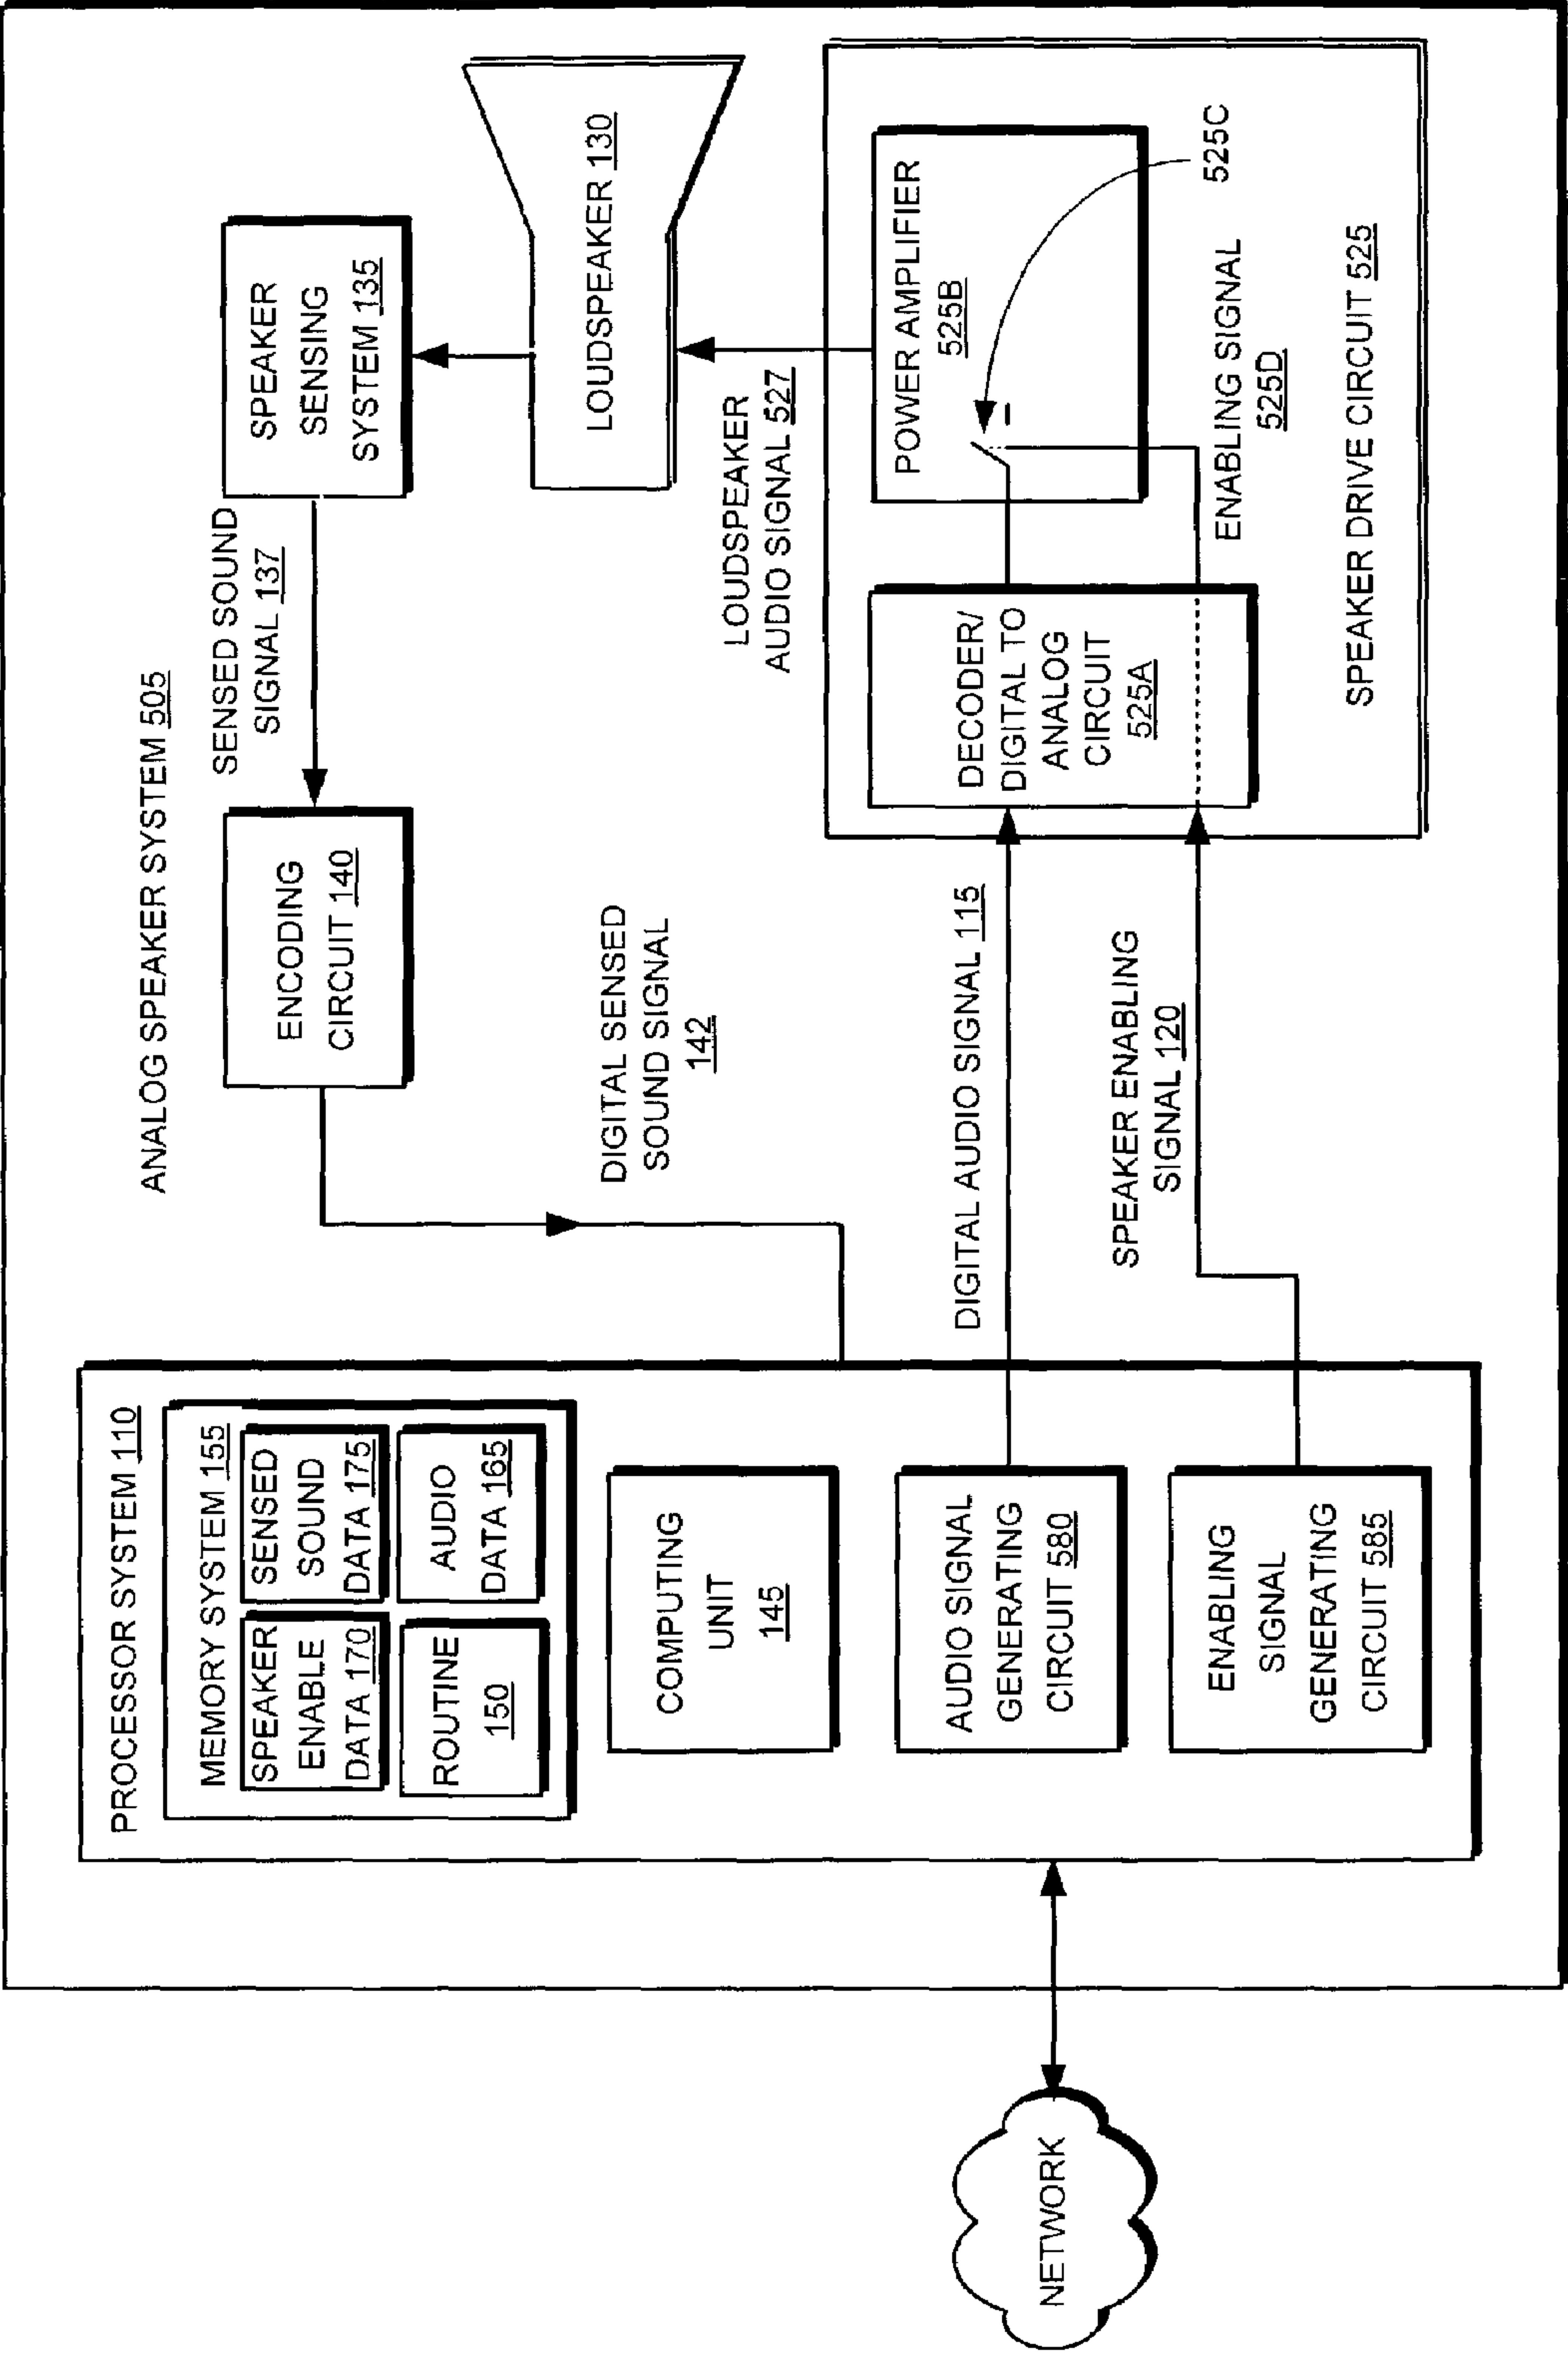 ANALOG SPEAKER SYSTEM 505
PROCESSOR SYSTEM 110
MEMORY SYSTEM 155
SPEAKER
ENABLE
DATA 170
SENSED
SOUND
DATA 175
ROUTINE
150
AUDIO
DATA 165
COMPUTING
UNIT
145
AUDIO SIGNAL
GENERATING
CIRCUIT 580
ENABLING
SIGNAL
GENERATING
CIRCUIT 585
NETWORK
ENCODING
CIRCUIT 140
SENSED SOUND
SIGNAL 137
SPEAKER
SENSING
SYSTEM 135
DIGITAL SENSED
SOUND SIGNAL
142
LOUDSPEAKER 130
LOUDSPEAKER
AUDIO SIGNAL 527
DIGITAL AUDIO SIGNAL 115
SPEAKER ENABLING
SIGNAL 120
DECODER/
DIGITAL TO
ANALOG
CIRCUIT
525A
POWER AMPLIFIER
525B
525C
ENABLING SIGNAL
525D
SPEAKER DRIVE CIRCUIT 525